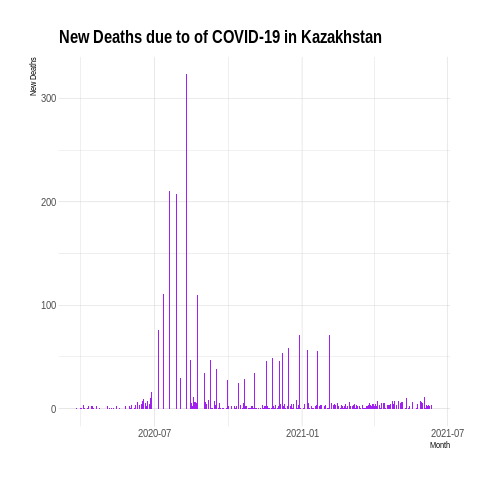 New Deaths due to of COVID-19 in Kazakhstan
New Deaths
300
200
100
0
2020-07
2021-01
2021-07
Month